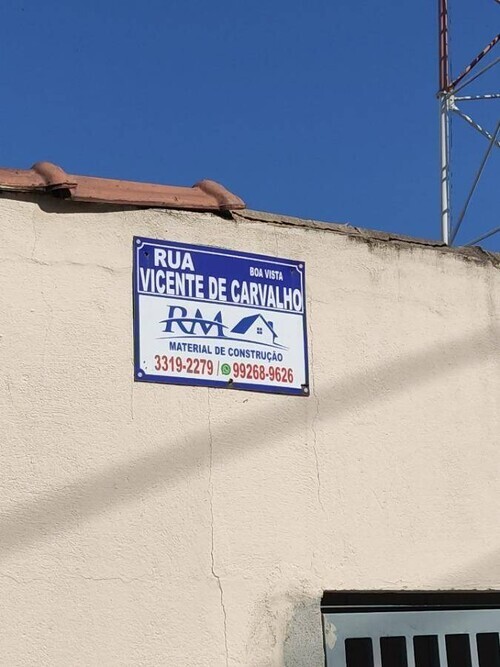 RUA
BOA VISTA
VICENTE DE CARVALHO
RM
MATERIAL DE CONSTRUÇÃO
3319-2279 / 99268-9626